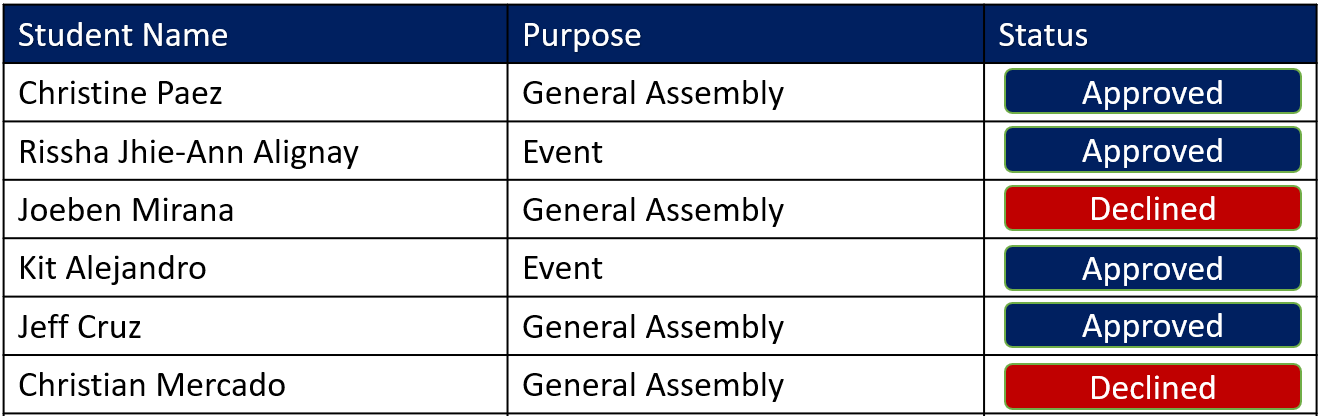 Student Name Purpose Status
Christine Paez General Assembly Approved
Rissha Jhie-Ann Alignay Event Approved
Joeben Mirana General Assembly Declined
Kit Alejandro Event Approved
Jeff Cruz General Assembly Approved
Christian Mercado General Assembly Declined